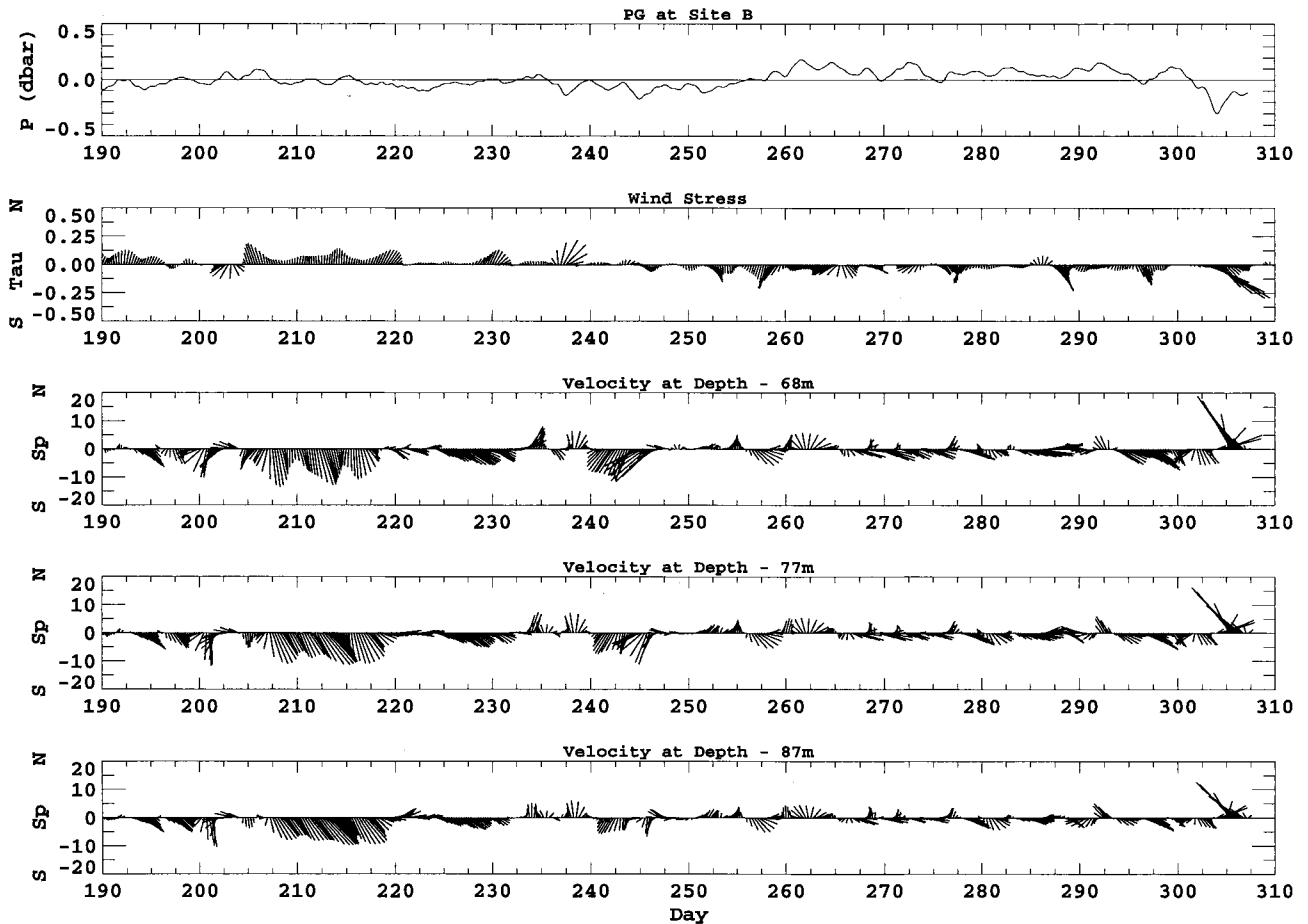 PG at Site B
P (dbar)
0.5
0.0
-0.5
190 200 210 220 230 240 250 260 270 280 290 300 310
Wind Stress
S Tau N
0.50
0.25
0.00
-0.25
-0.50
190 200 210 220 230 240 250 260 270 280 290 300 310
Velocity at Depth - 68m
S Sp N
20
10
0
-10
-20
190 200 210 220 230 240 250 260 270 280 290 300 310
Velocity at Depth - 77m
S Sp N
20
10
0
-10
-20
190 200 210 220 230 240 250 260 270 280 290 300 310
Velocity at Depth - 87m
S Sp N
20
10
0
-10
-20
190 200 210 220 230 240 250 260 270 280 290 300 310
Day